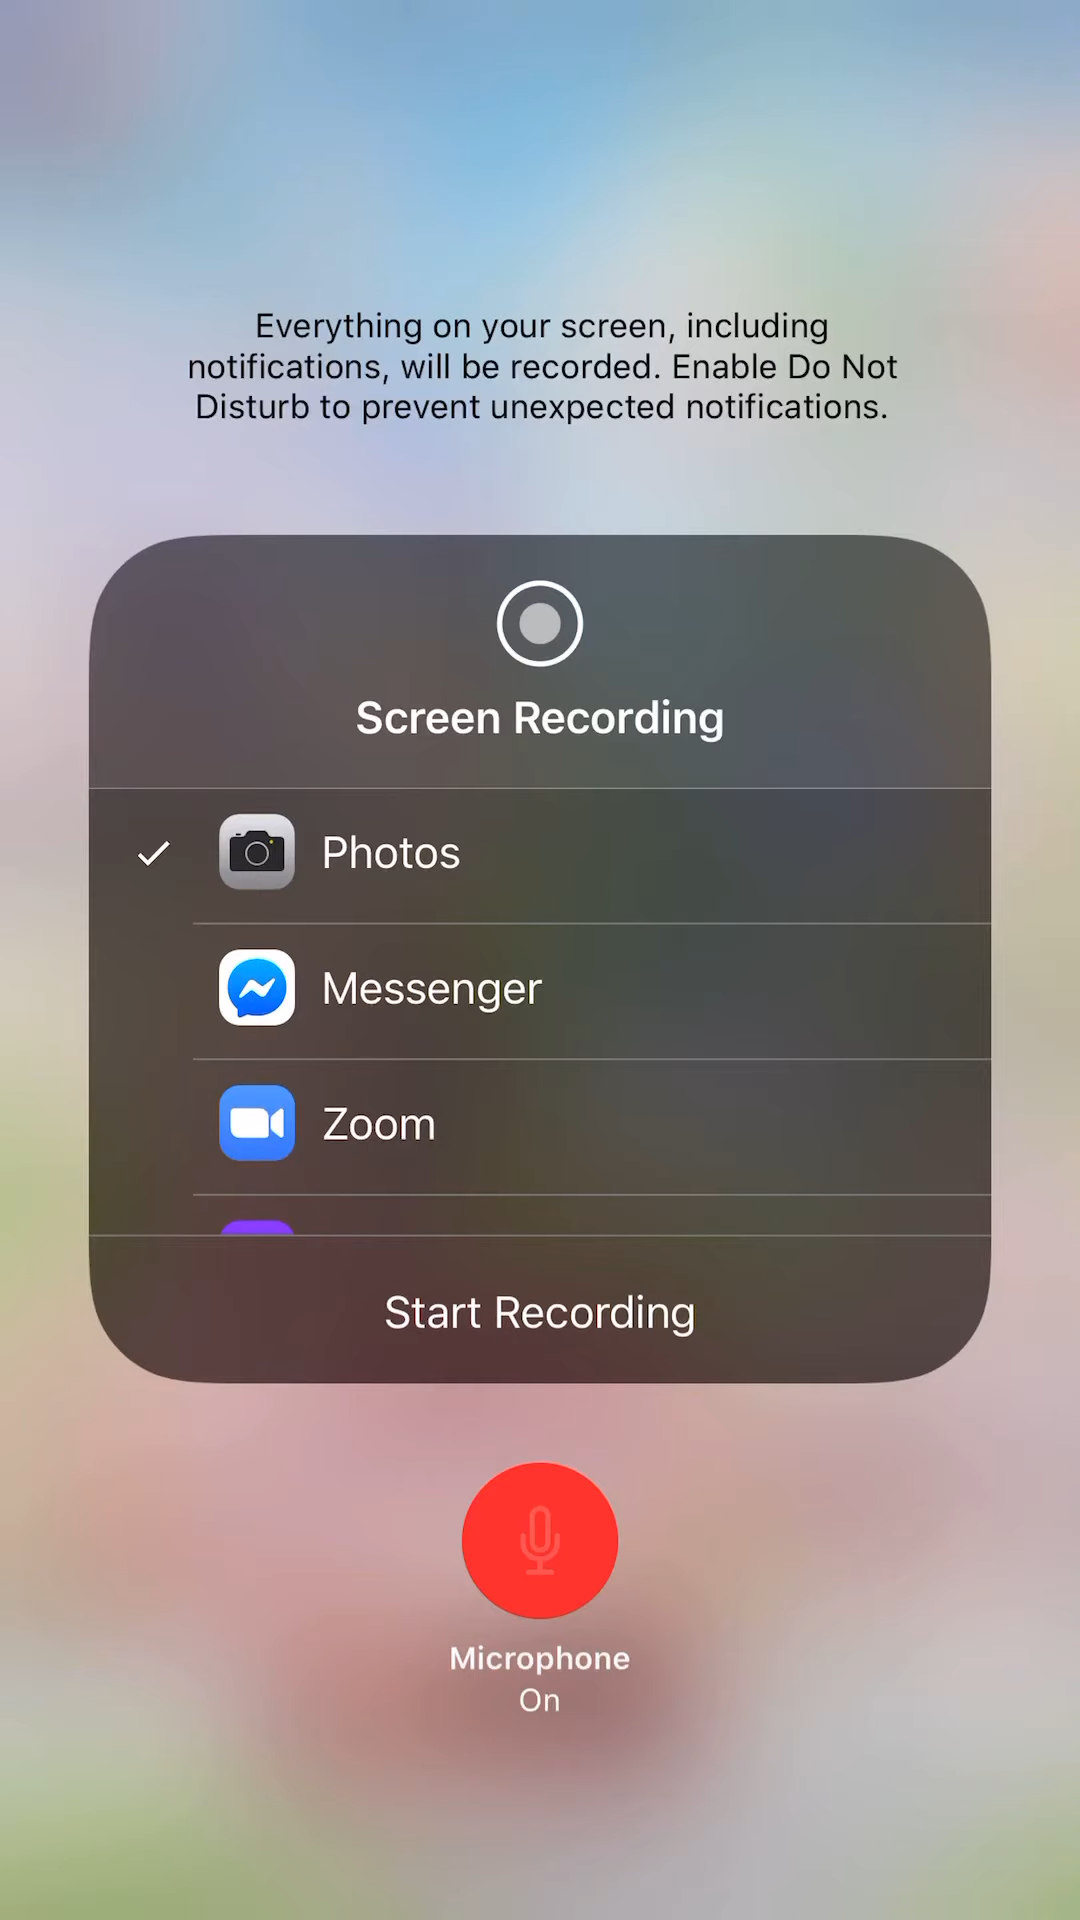 Everything on your screen, including
notifications, will be recorded. Enable Do Not
Disturb to prevent unexpected notifications.
Screen Recording
Photos
Messenger
Zoom
Start Recording
Microphone
On